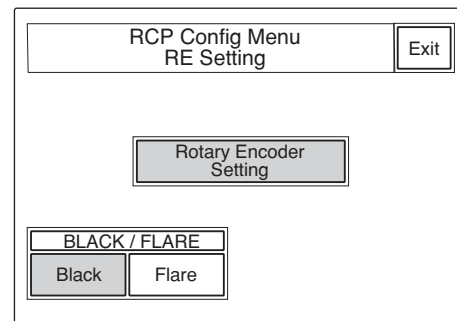 RCP Config Menu
RE Setting
Exit
Rotary Encoder
Setting
BLACK / FLARE
Black
Flare